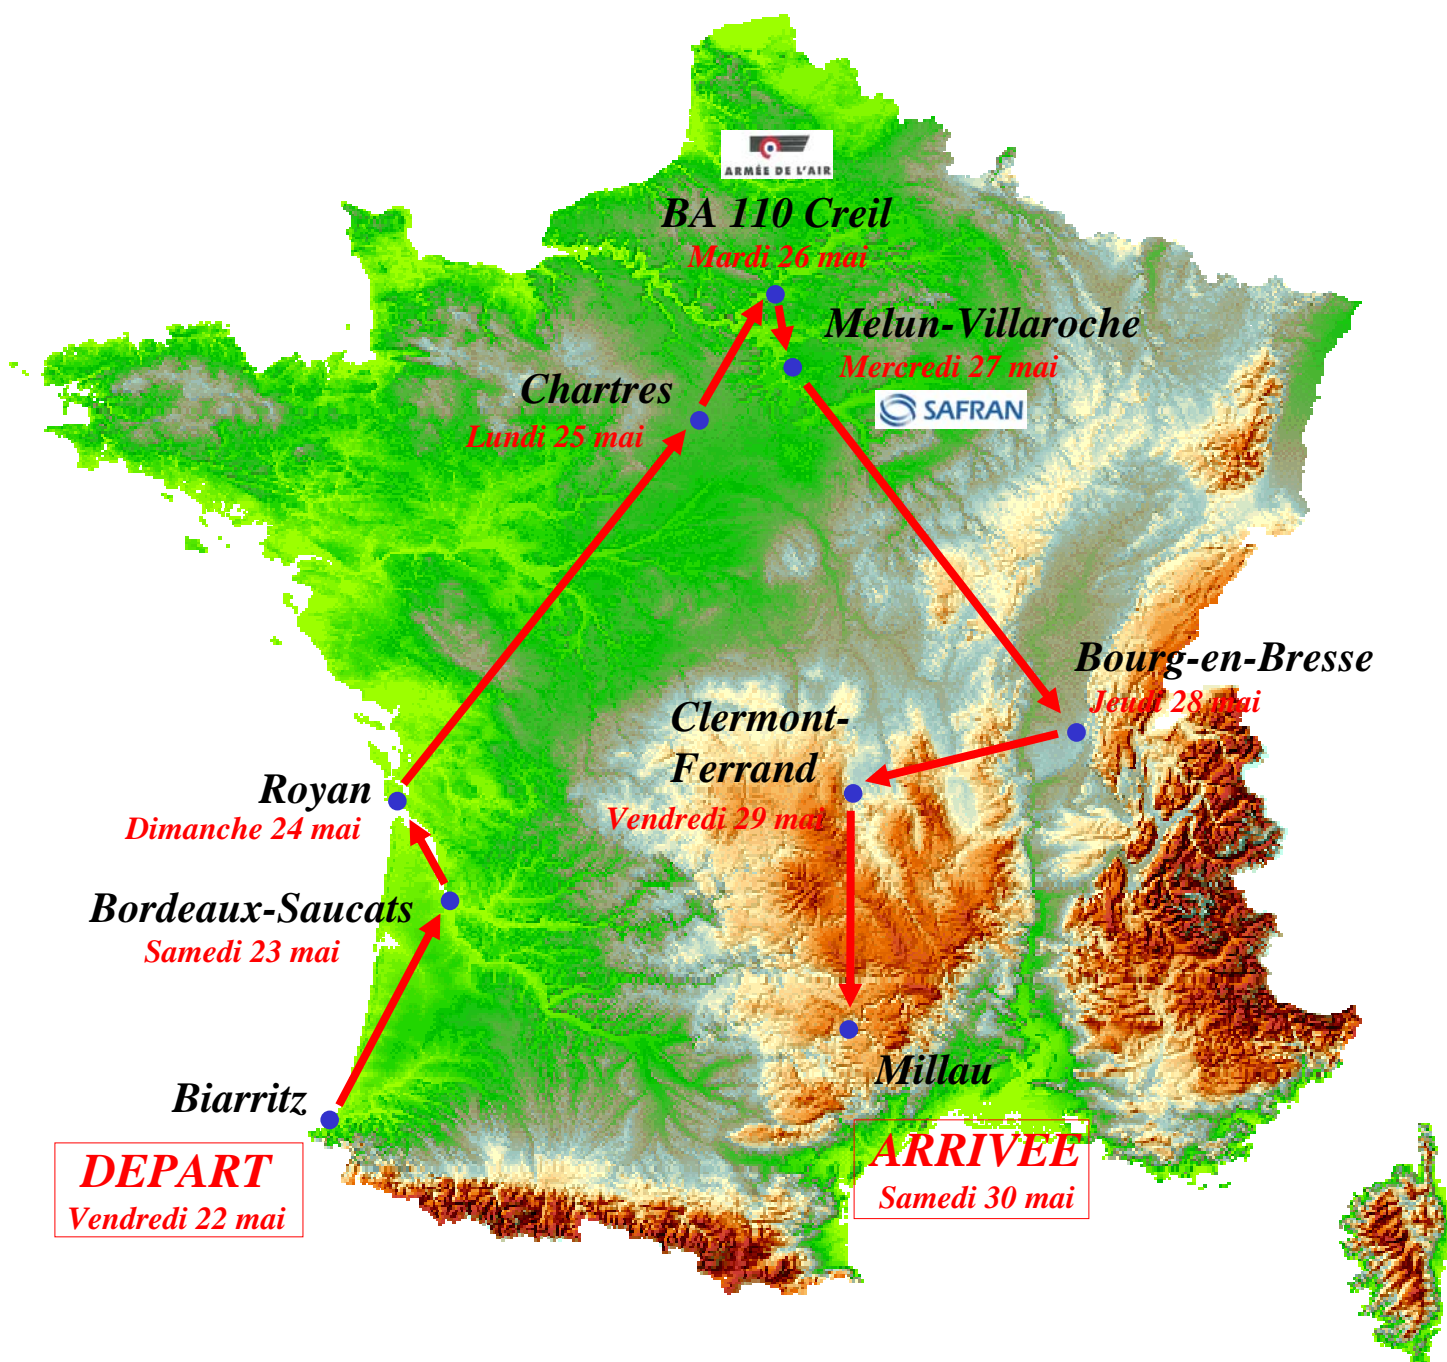 ARMÉE DE L'AIR
BA 110 Creil
Mardi 26 mai
Melun-Villaroche
Mercredi 27 mai
SAFRAN
Chartres
Lundi 25 mai
Bourg-en-Bresse
Jeudi 28 mai
Clermont-
Ferrand
Vendredi 29 mai
Royan
Dimanche 24 mai
Bordeaux-Saucats
Samedi 23 mai
Millau
Biarritz
ARRIVEE
Samedi 30 mai
DEPART
Vendredi 22 mai